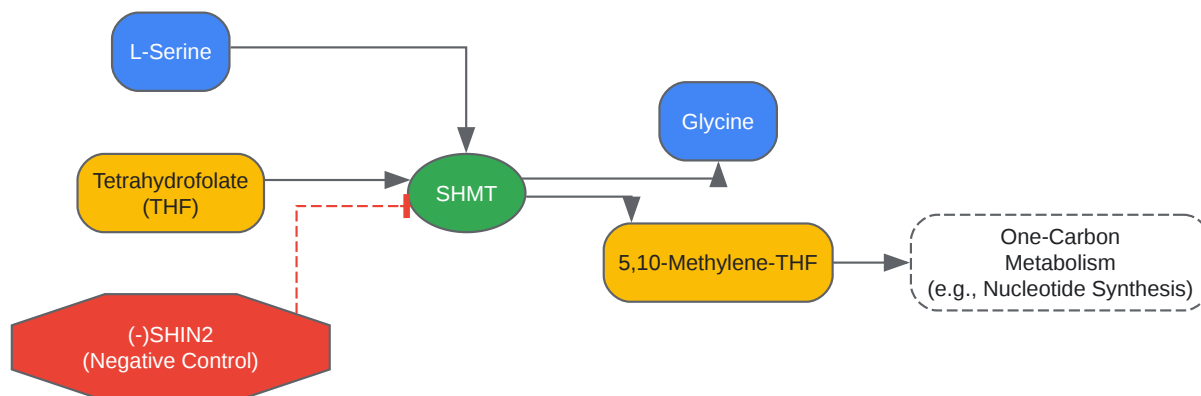 L-Serine
Glycine
Tetrahydrofolate
(THF)
SHMT
5,10-Methylene-THF
One-Carbon
Metabolism
(e.g., Nucleotide Synthesis)
(-)SHIN2
(Negative Control)